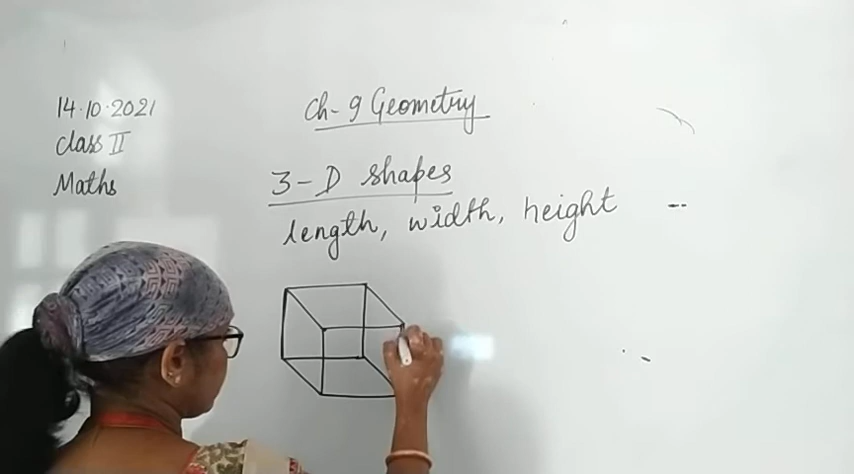 14.10.2021
Class II
Maths
Ch-9 Geometry
3-D shapes
length, width, height